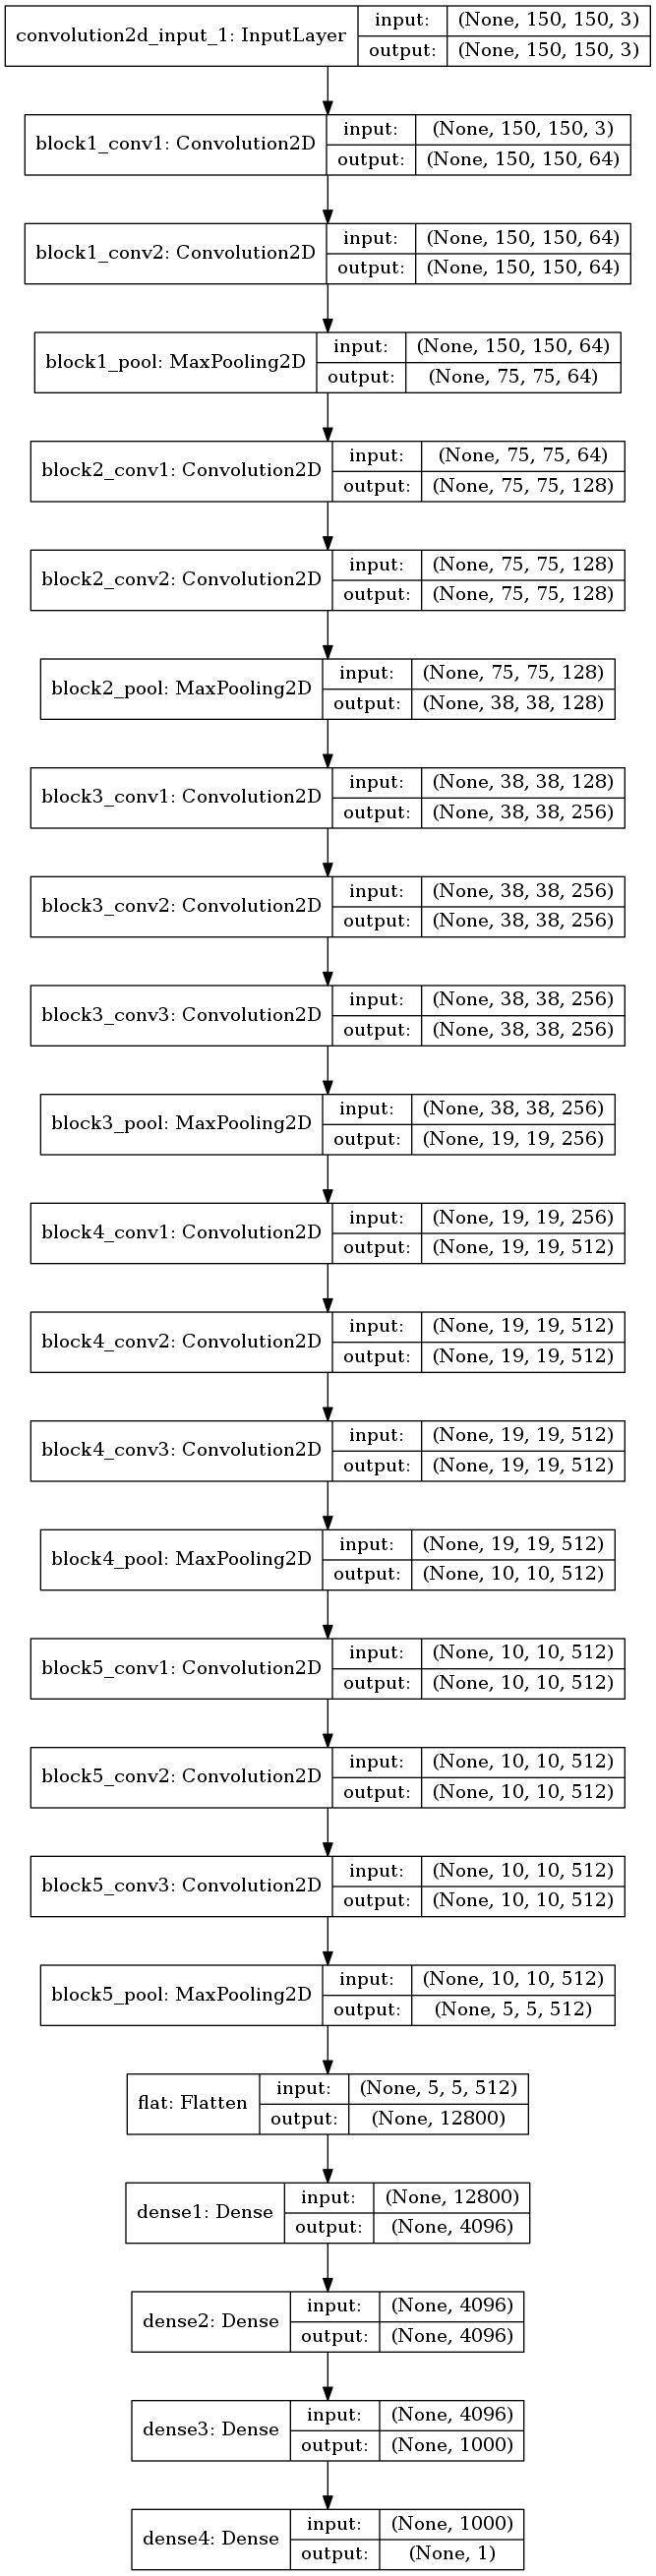 convolution2d_input_1: InputLayer
input: (None, 150, 150, 3)
output: (None, 150, 150, 3)
block1_conv1: Convolution2D
input: (None, 150, 150, 3)
output: (None, 150, 150, 64)
block1_conv2: Convolution2D
input: (None, 150, 150, 64)
output: (None, 150, 150, 64)
block1_pool: MaxPooling2D
input: (None, 150, 150, 64)
output: (None, 75, 75, 64)
block2_conv1: Convolution2D
input: (None, 75, 75, 64)
output: (None, 75, 75, 128)
block2_conv2: Convolution2D
input: (None, 75, 75, 128)
output: (None, 75, 75, 128)
block2_pool: MaxPooling2D
input: (None, 75, 75, 128)
output: (None, 38, 38, 128)
block3_conv1: Convolution2D
input: (None, 38, 38, 128)
output: (None, 38, 38, 256)
block3_conv2: Convolution2D
input: (None, 38, 38, 256)
output: (None, 38, 38, 256)
block3_conv3: Convolution2D
input: (None, 38, 38, 256)
output: (None, 38, 38, 256)
block3_pool: MaxPooling2D
input: (None, 38, 38, 256)
output: (None, 19, 19, 256)
block4_conv1: Convolution2D
input: (None, 19, 19, 256)
output: (None, 19, 19, 512)
block4_conv2: Convolution2D
input: (None, 19, 19, 512)
output: (None, 19, 19, 512)
block4_conv3: Convolution2D
input: (None, 19, 19, 512)
output: (None, 19, 19, 512)
block4_pool: MaxPooling2D
input: (None, 19, 19, 512)
output: (None, 10, 10, 512)
block5_conv1: Convolution2D
input: (None, 10, 10, 512)
output: (None, 10, 10, 512)
block5_conv2: Convolution2D
input: (None, 10, 10, 512)
output: (None, 10, 10, 512)
block5_conv3: Convolution2D
input: (None, 10, 10, 512)
output: (None, 10, 10, 512)
block5_pool: MaxPooling2D
input: (None, 10, 10, 512)
output: (None, 5, 5, 512)
flat: Flatten
input: (None, 5, 5, 512)
output: (None, 12800)
dense1: Dense
input: (None, 12800)
output: (None, 4096)
dense2: Dense
input: (None, 4096)
output: (None, 4096)
dense3: Dense
input: (None, 4096)
output: (None, 1000)
dense4: Dense
input: (None, 1000)
output: (None, 1)